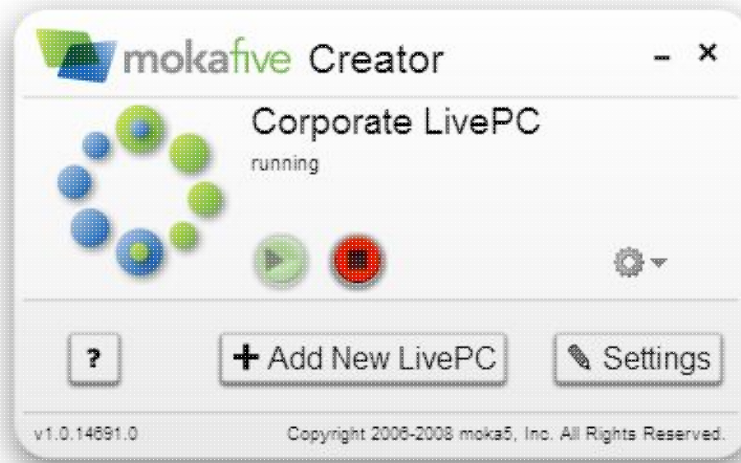 mokafive Creator
Corporate LivePC
running
?
+ Add New LivePC
Settings
v1.0.14691.0
Copyright 2006-2008 moka5, Inc. All Rights Reserved.